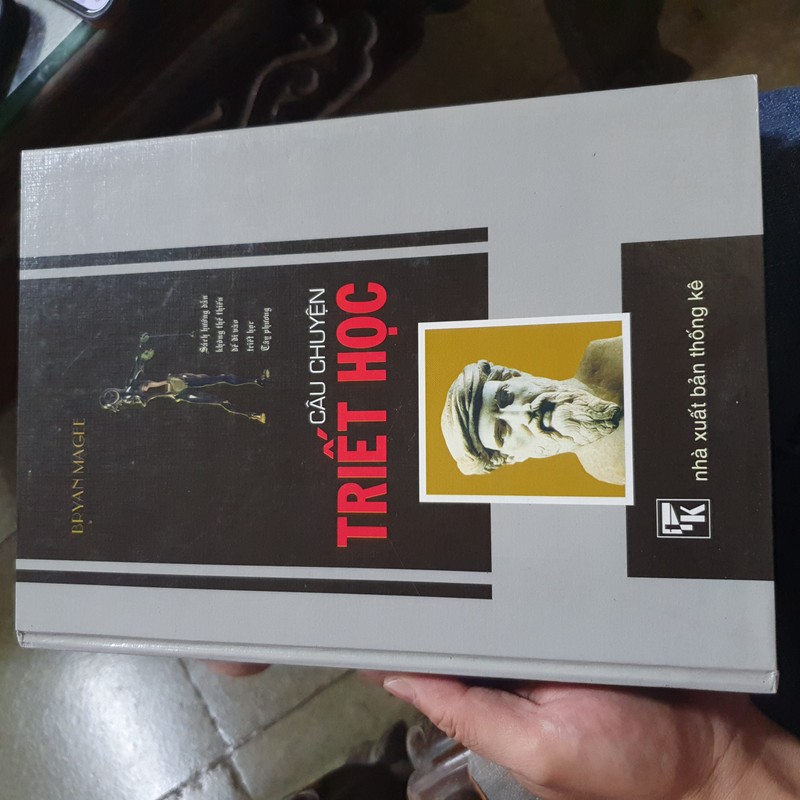 BRYAN MAGEE
Sách hướng dẫn
không thể thiếu
để đi vào
triết học
Tây phương
CÂU CHUYỆN
TRIẾT HỌC
nhà xuất bản thống kê